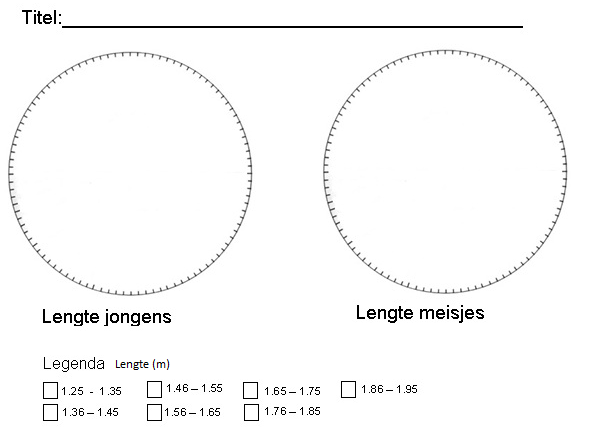 Titel:
Lengte jongens
Lengte meisjes
Legenda Lengte (m)
1.25 - 1.35 1.46 – 1.55 1.65 – 1.75 1.86 – 1.95
1.36 – 1.45 1.56 – 1.65 1.76 – 1.85